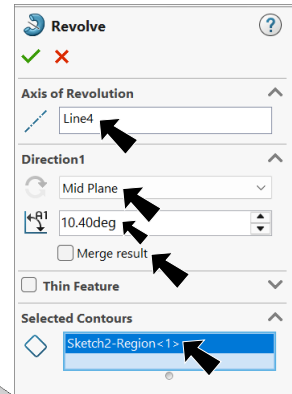 Revolve
?
Axis of Revolution
Line4
Direction1
Mid Plane
A1
10.40deg
Merge result
Thin Feature
Selected Contours
Sketch2-Region<1>